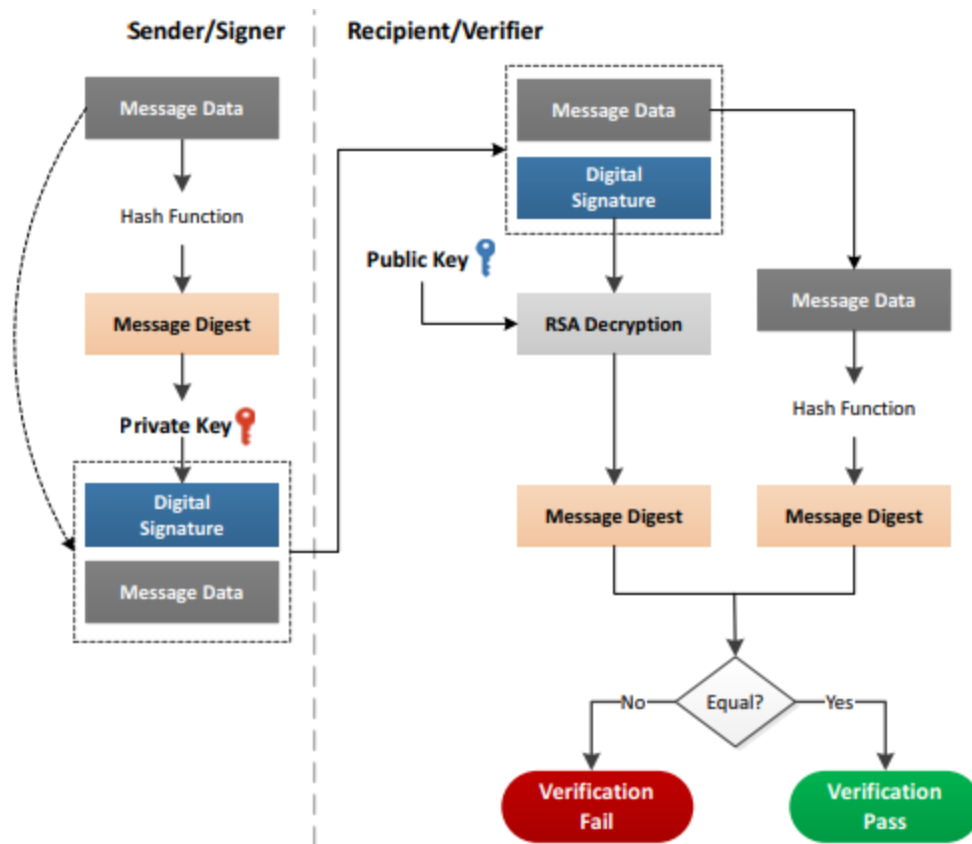 Sender/Signer
Message Data
Hash Function
Message Digest
Private Key
Digital
Signature
Message Data
Recipient/Verifier
Message Data
Digital
Signature
Public Key
RSA Decryption
Message Digest
Message Data
Hash Function
Message Digest
Equal?
No
Yes
Verification
Fail
Verification
Pass